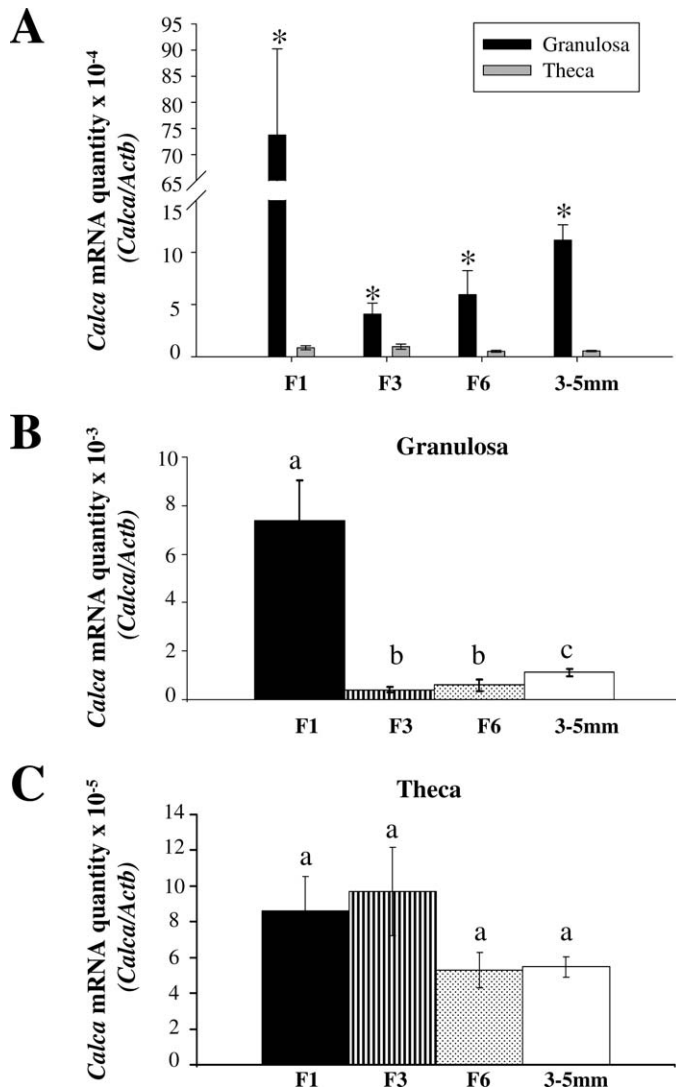 A
Calca mRNA quantity x 10-4
(Calca/Actb)
95
90
85
80
75
70
65
15
10
5
0
*
*
*
*
Granulosa
Theca
F1
F3
F6
3-5mm
B
Granulosa
Calca mRNA quantity x 10-3
(Calca/Actb)
10
8
6
4
2
0
a
b
b
c
F1
F3
F6
3-5mm
C
Theca
Calca mRNA quantity x 10-5
(Calca/Actb)
14
12
10
8
6
4
2
0
a
a
a
a
F1
F3
F6
3-5mm